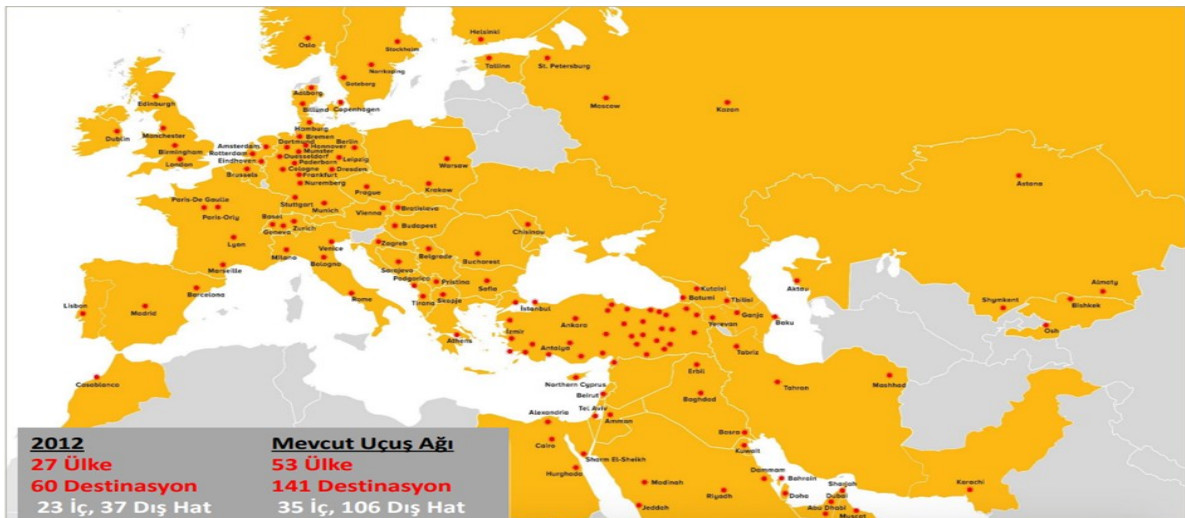 Helsinki
Oslo
Stockholm
Tallinn
St. Petersburg
Norrkoping
Goteborg
Aalborg
Moscow
Kazan
Edinburgh
Billund
Copenhagen
Hamburg
Dublin
Manchester
Bremen
Amsterdam
Dortmund
Hannover
Berlin
Birmingham
Rotterdam
Munster
London
Eindhoven
Duesseldorf
Leipzig
Paderborn
Warsaw
Brussels
Cologne
Dresden
Frankfurt
Nuremberg
Prague
Krakow
Astana
Paris-De Gaulle
Stuttgart
Munich
Vienna
Bratislava
Paris-Orly
Basel
Zurich
Budapest
Chisinau
Geneva
Lyon
Venice
Zagreb
Belgrade
Milano
Bologna
Bucharest
Marseille
Sarajevo
Podgorica
Pristina
Sofia
Kutaisi
Aktau
Almaty
Barcelona
Rome
Tirana
Skopje
Batumi
Tbilisi
Shymkent
Bishkek
Lisbon
Madrid
İstanbul
Ankara
Ganja
Yerevan
Baku
Osh
İzmir
Athens
Antalya
Tabriz
Erbil
Casablanca
Northern Cyprus
Tahran
Mashhad
Beirut
Baghdad
Alexandria
Tel Aviv
Amman
Basra
Cairo
Kuwait
Sharm El-Sheikh
Hurghada
Dammam
Bahrain
Madinah
Riyadh
Doha
Sharjah
Dubai
Karachi
Jeddah
Abu Dhabi
Muscat
2012
27 Ülke
60 Destinasyon
23 İç, 37 Dış Hat
Mevcut Uçuş Ağı
53 Ülke
141 Destinasyon
35 İç, 106 Dış Hat